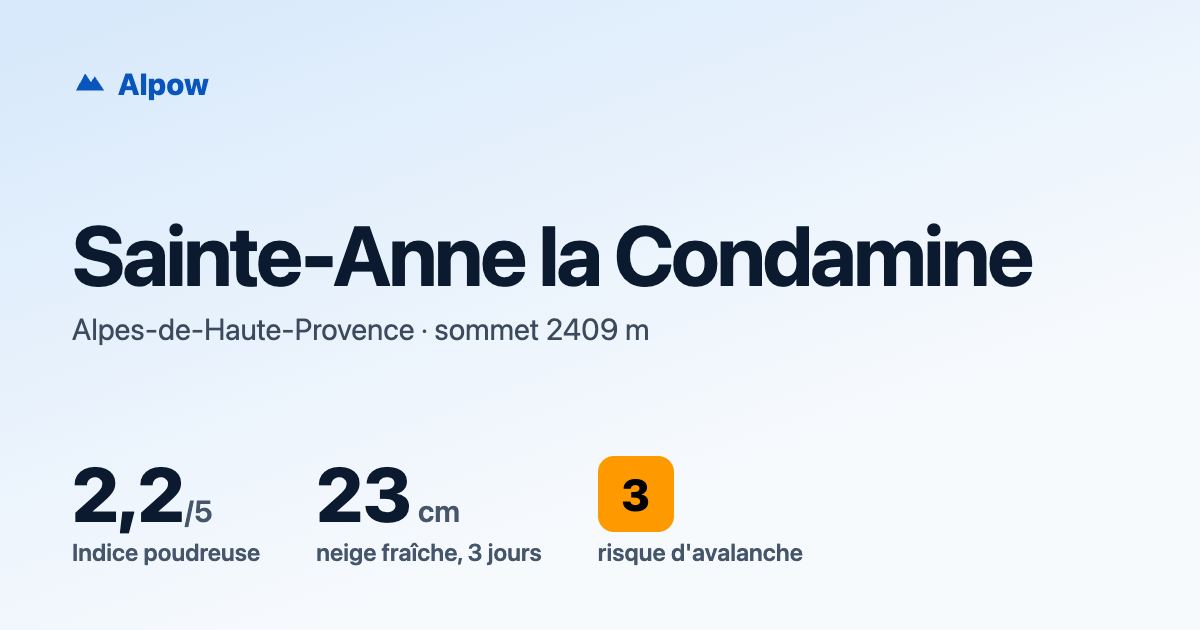 Alpow
Sainte-Anne la Condamine
Alpes-de-Haute-Provence · sommet 2409 m
2,2/5
Indice poudreuse
23 cm
neige fraîche, 3 jours
3
risque d'avalanche